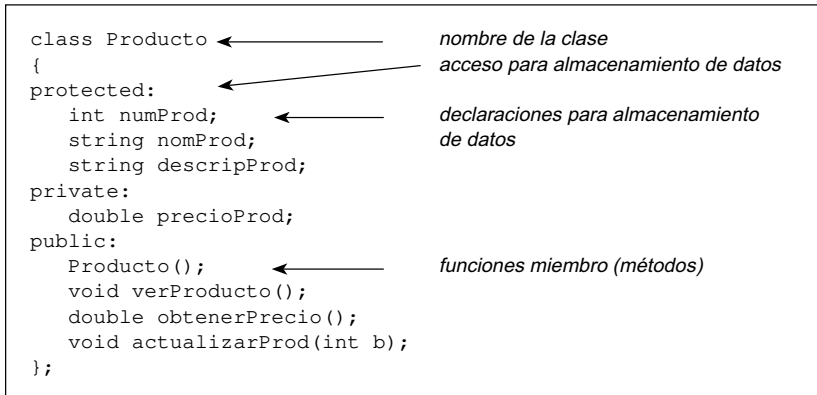 class Producto nombre de la clase
{ acceso para almacenamiento de datos
protected:
int numProd; declaraciones para almacenamiento
string nomProd; de datos
string descripProd;
private:
double precioProd;
public:
Producto(); funciones miembro (métodos)
void verProducto();
double obtenerPrecio();
void actualizarProd(int b);
};